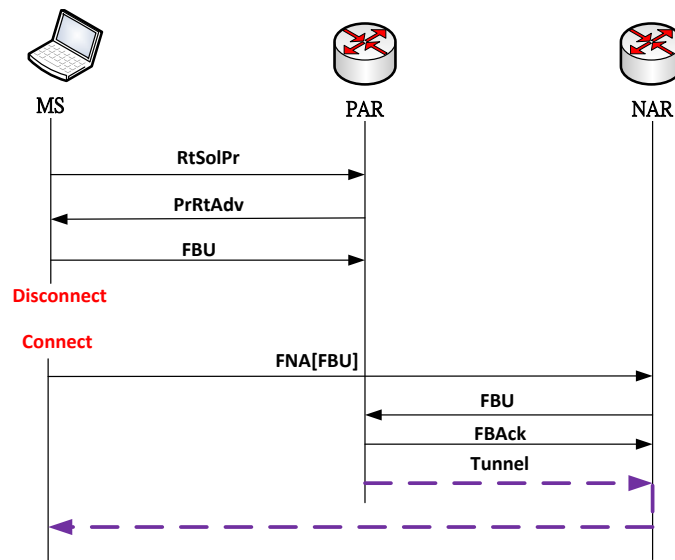 MS
PAR
NAR
RtSolPr
PrRtAdv
FBU
Disconnect
Connect
FNA[FBU]
FBU
FBAck
Tunnel